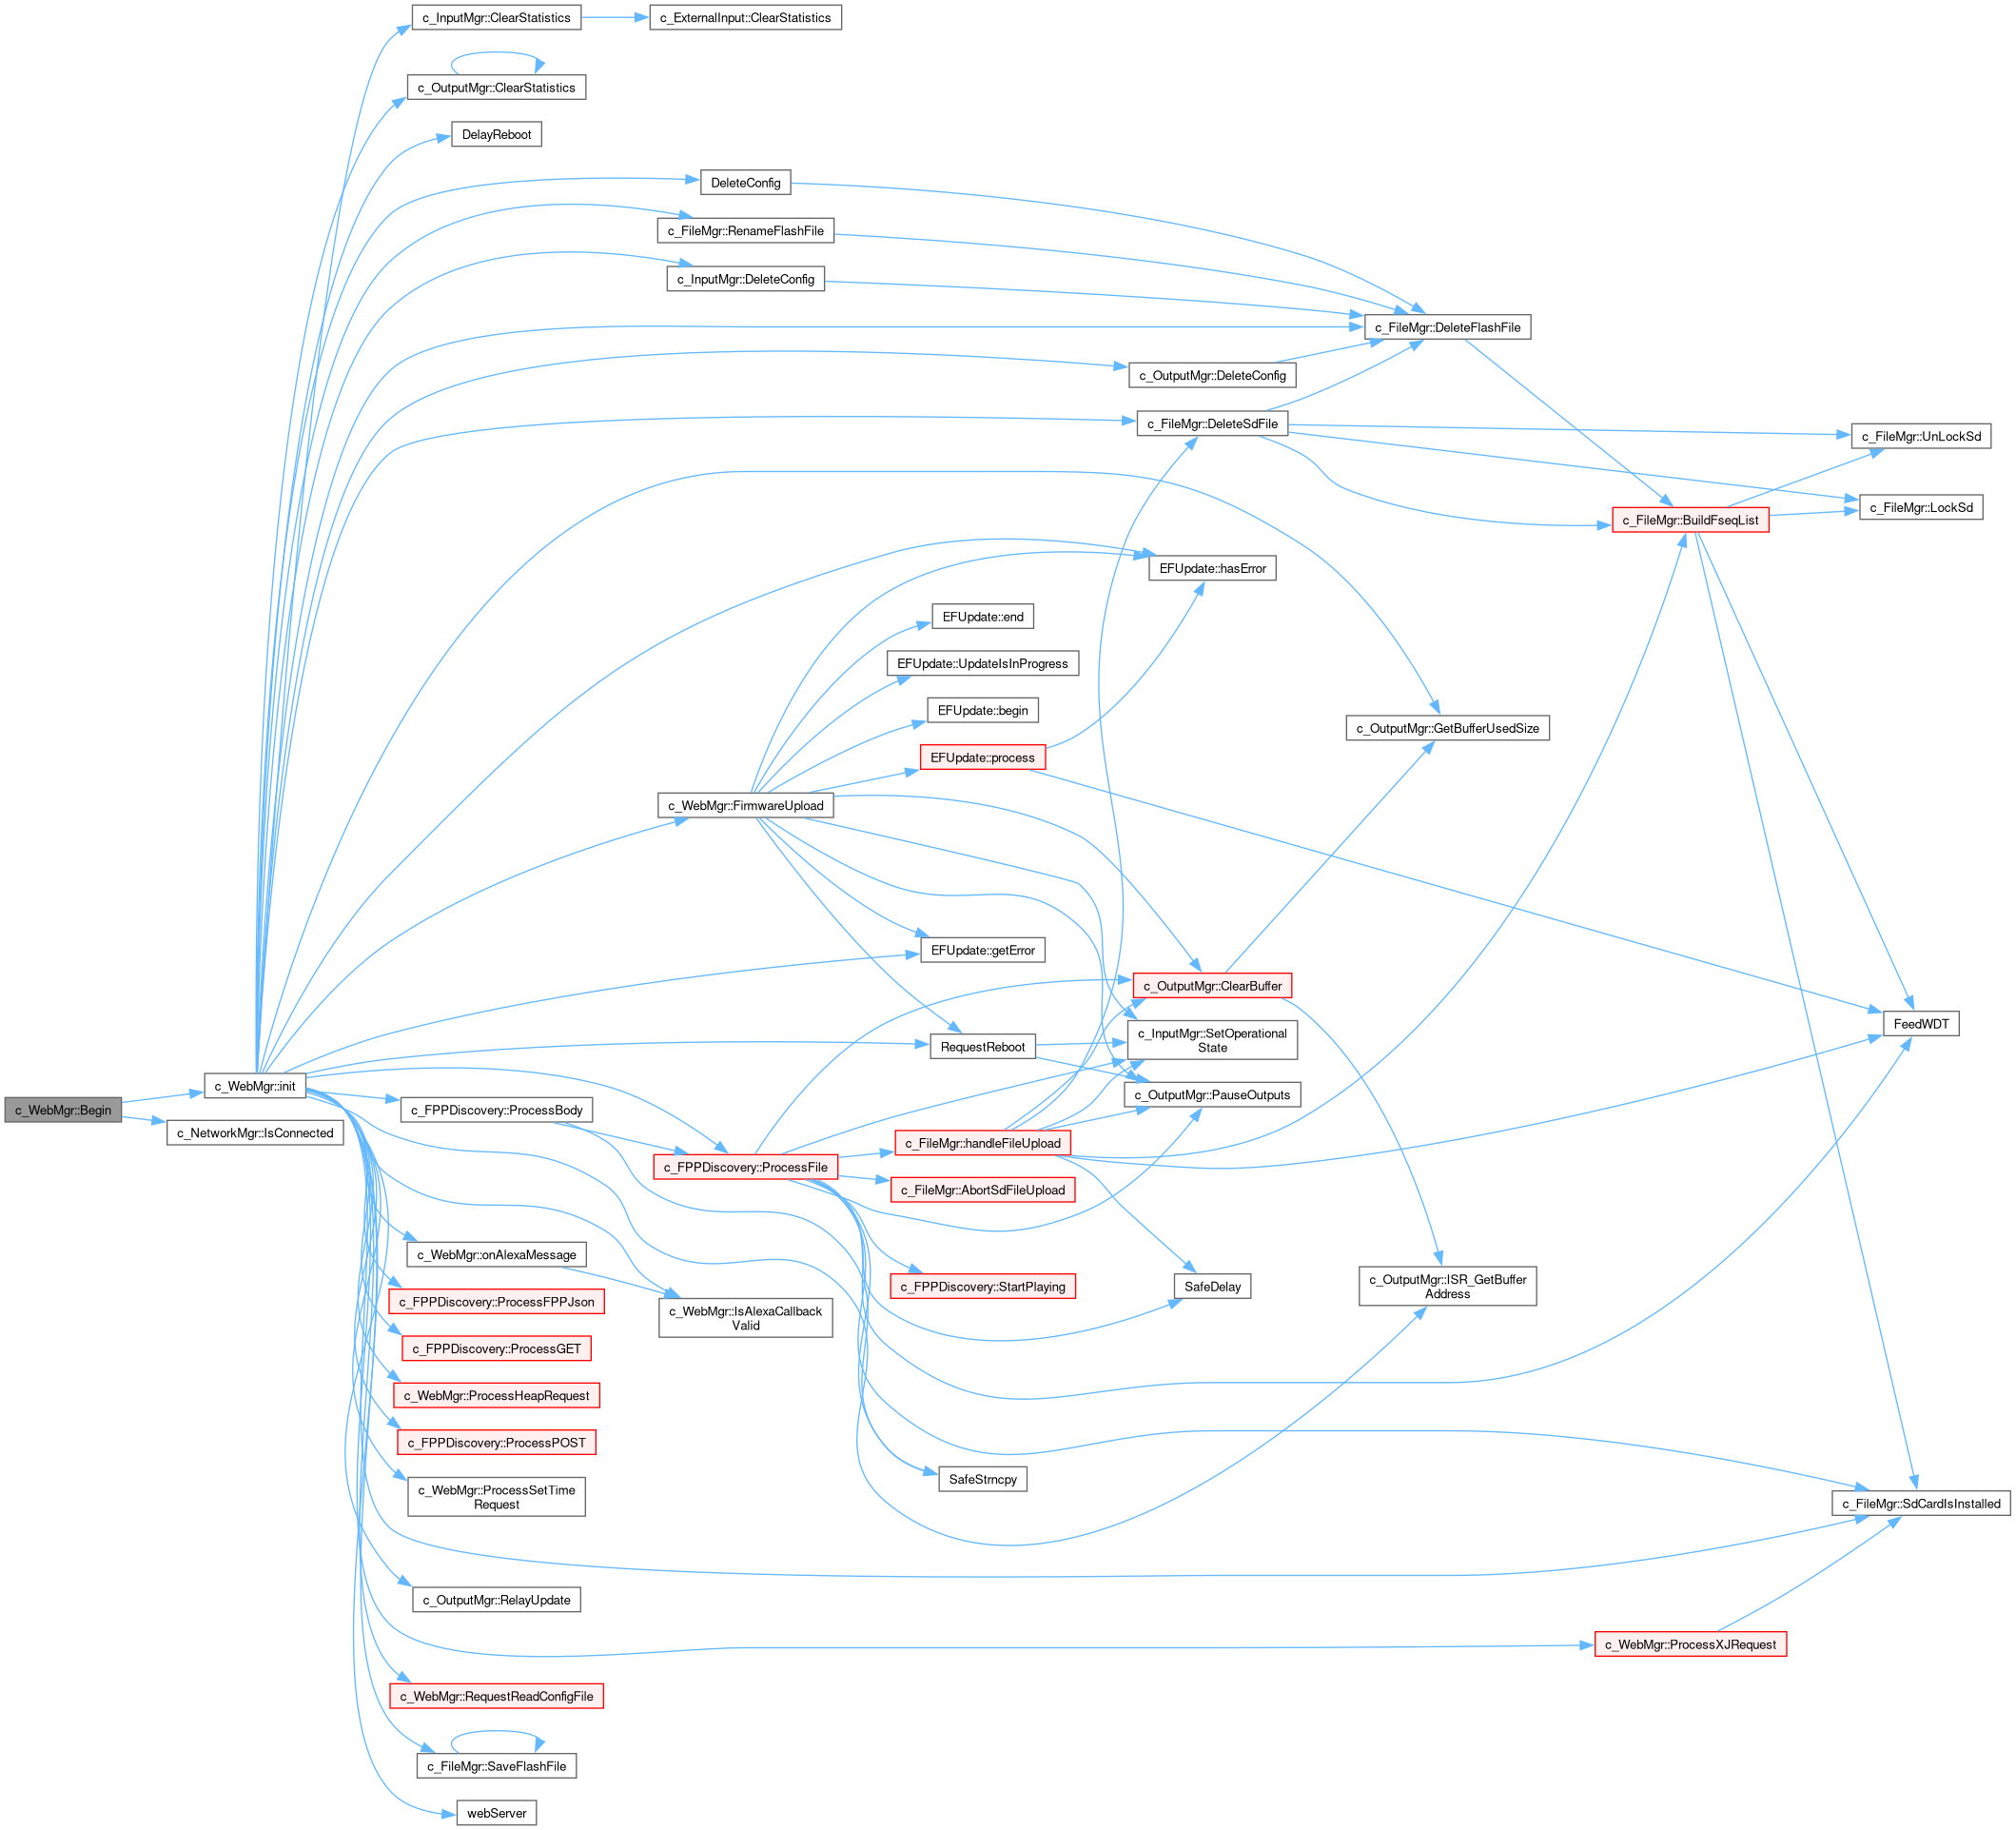 c_InputMgr::ClearStatistics
c_ExternalInput::ClearStatistics
c_OutputMgr::ClearStatistics
DelayReboot
DeleteConfig
c_FileMgr::RenameFlashFile
c_InputMgr::DeleteConfig
c_FileMgr::DeleteFlashFile
c_OutputMgr::DeleteConfig
c_FileMgr::DeleteSdFile
c_FileMgr::UnLockSd
c_FileMgr::LockSd
c_FileMgr::BuildFseqList
EFUpdate::hasError
EFUpdate::end
EFUpdate::UpdateIsInProgress
EFUpdate::begin
c_OutputMgr::GetBufferUsedSize
EFUpdate::process
c_WebMgr::FirmwareUpload
EFUpdate::getError
c_OutputMgr::ClearBuffer
FeedWDT
c_InputMgr::SetOperational
State
RequestReboot
c_WebMgr::init
c_OutputMgr::PauseOutputs
c_WebMgr::Begin
c_FPPDiscovery::ProcessBody
c_NetworkMgr::IsConnected
c_FileMgr::handleFileUpload
c_FPPDiscovery::ProcessFile
c_FileMgr::AbortSdFileUpload
c_WebMgr::onAlexaMessage
c_FPPDiscovery::StartPlaying
SafeDelay
c_OutputMgr::ISR_GetBuffer
Address
c_FPPDiscovery::ProcessFPPJson
c_WebMgr::IsAlexaCallback
Valid
c_FPPDiscovery::ProcessGET
c_WebMgr::ProcessHeapRequest
c_FPPDiscovery::ProcessPOST
SafeStrncpy
c_WebMgr::ProcessSetTime
Request
c_FileMgr::SdCardIsInstalled
c_OutputMgr::RelayUpdate
c_WebMgr::ProcessXJRequest
c_WebMgr::RequestReadConfigFile
c_FileMgr::SaveFlashFile
webServer